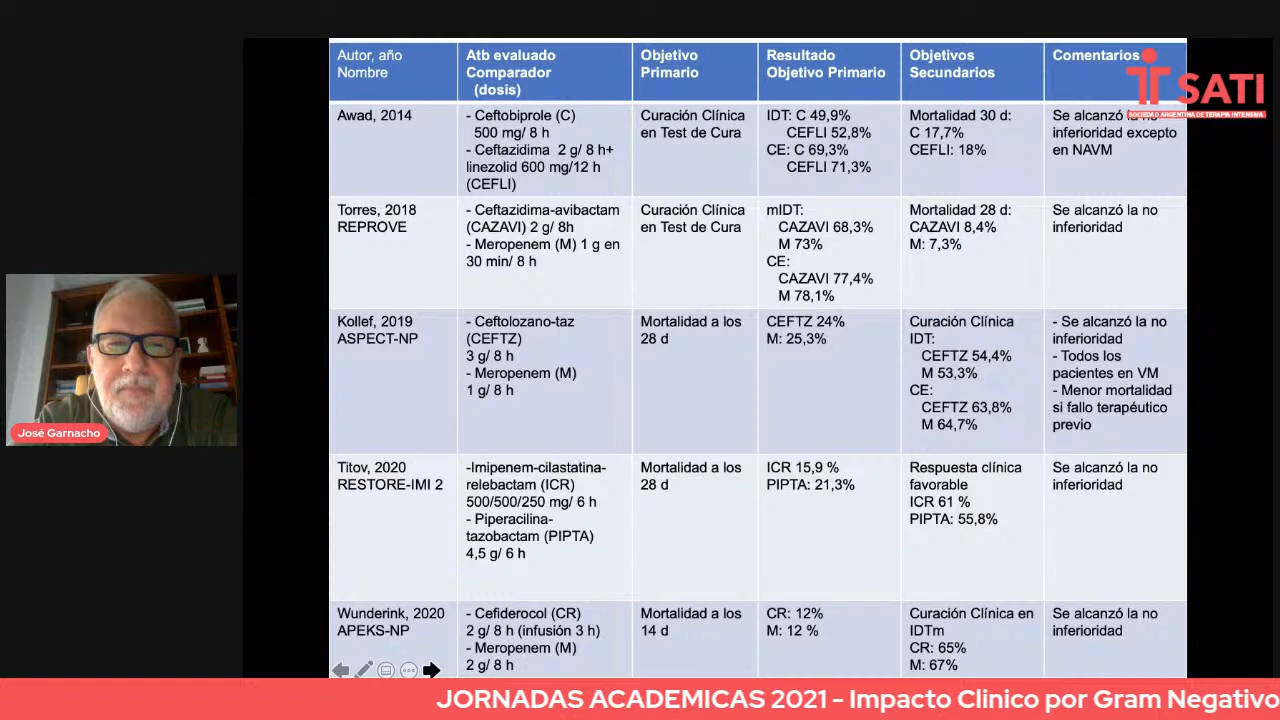 Autor, año
Nombre
Atb evaluado
Comparador
(dosis)
Objetivo
Primario
Resultado
Objetivo Primario
Objetivos
Secundarios
Comentarios
SATI
SOCIEDAD ARGENTINA DE TERAPIA INTENSIVA
Awad, 2014
- Ceftobiprole (C)
500 mg/ 8 h
- Ceftazidima 2 g/ 8 h+
linezolid 600 mg/12 h
(CEFLI)
Curación Clínica
en Test de Cura
IDT: C 49,9%
CEFLI 52,8%
CE: C 69,3%
CEFLI 71,3%
Mortalidad 30 d:
C 17,7%
CEFLI: 18%
Se alcanzó la no
inferioridad excepto
en NAVM
Torres, 2018
REPROVE
- Ceftazidima-avibactam
(CAZAVI) 2 g/ 8h
- Meropenem (M) 1 g en
30 min/ 8 h
Curación Clínica
en Test de Cura
mIDT:
CAZAVI 68,3%
M 73%
CE:
CAZAVI 77,4%
M 78,1%
Mortalidad 28 d:
CAZAVI 8,4%
M: 7,3%
Se alcanzó la no
inferioridad
Kollef, 2019
ASPECT-NP
- Ceftolozano-taz
(CEFTZ)
3 g/ 8 h
- Meropenem (M)
1 g/ 8 h
Mortalidad a los
28 d
CEFTZ 24%
M: 25,3%
Curación Clínica
IDT:
CEFTZ 54,4%
M 53,3%
CE:
CEFTZ 63,8%
M 64,7%
- Se alcanzó la no
inferioridad
- Todos los
pacientes en VM
- Menor mortalidad
si fallo terapéutico
previo
Titov, 2020
RESTORE-IMI 2
-Imipenem-cilastatina-
relebactam (ICR)
500/500/250 mg/ 6 h
- Piperacilina-
tazobactam (PIPTA)
4,5 g/ 6 h
Mortalidad a los
28 d
ICR 15,9 %
PIPTA: 21,3%
Respuesta clínica
favorable
ICR 61 %
PIPTA: 55,8%
Se alcanzó la no
inferioridad
Wunderink, 2020
APEKS-NP
- Cefiderocol (CR)
2 g/ 8 h (infusión 3 h)
- Meropenem (M)
2 g/ 8 h
Mortalidad a los
14 d
CR: 12%
M: 12 %
Curación Clínica en
IDTm
CR: 65%
M: 67%
Se alcanzó la no
inferioridad
José Garnacho
JORNADAS ACADEMICAS 2021 - Impacto Clinico por Gram Negativo